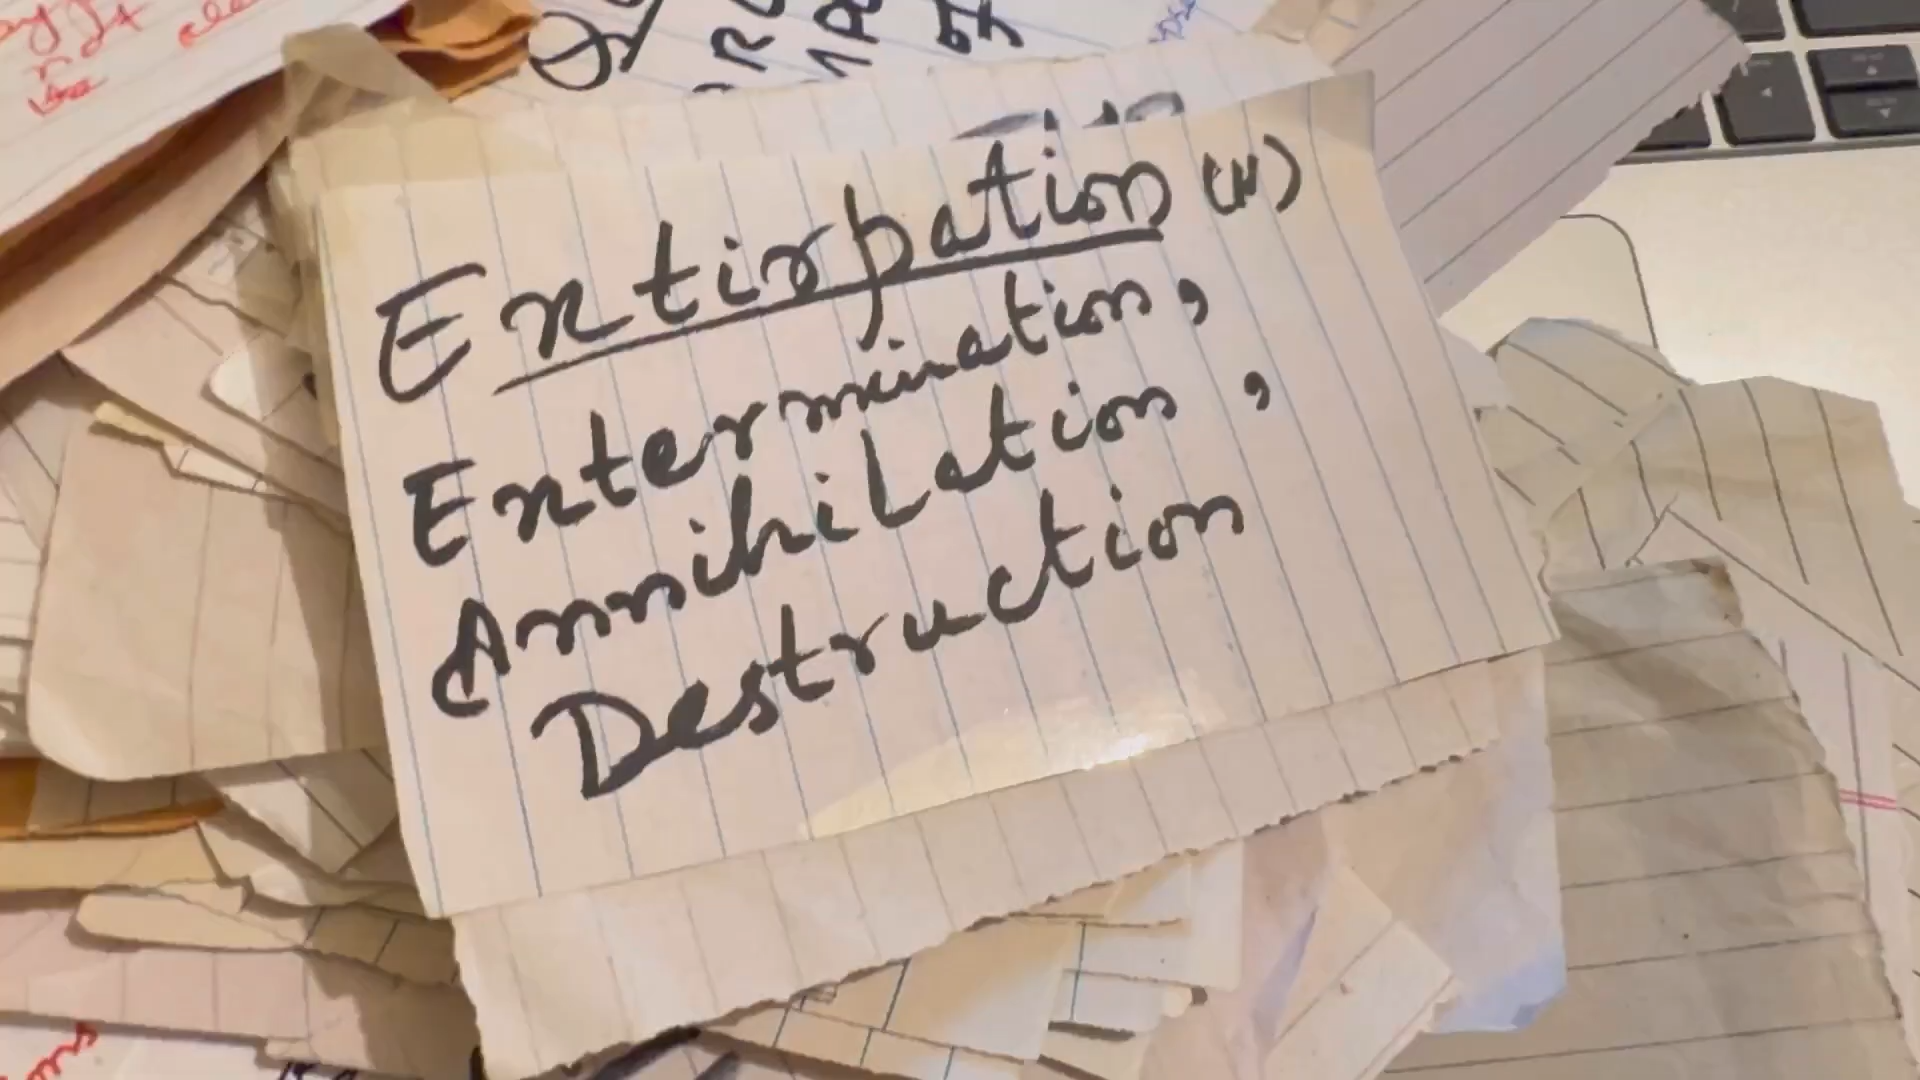 Extirpation (N)
Extermination,
Annihilation,
Destruction